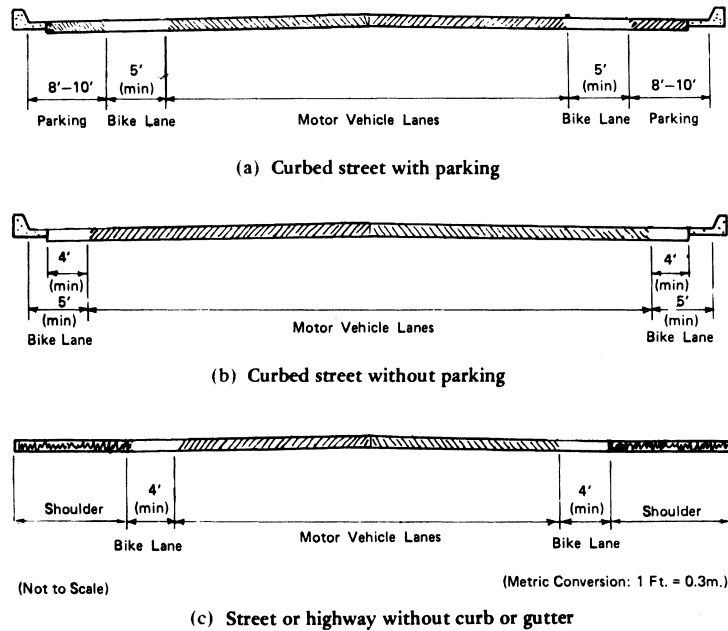 5' 5'
8'–10' (min) (min) 8'–10'
Parking Bike Lane Motor Vehicle Lanes Bike Lane Parking
(a) Curbed street with parking
4' 4'
(min) (min)
5' 5'
(min) Motor Vehicle Lanes (min)
Bike Lane Bike Lane
(b) Curbed street without parking
4' 4'
Shoulder (min) Motor Vehicle Lanes (min) Shoulder
Bike Lane Bike Lane
(Not to Scale) (Metric Conversion: 1 Ft. = 0.3m.)
(c) Street or highway without curb or gutter